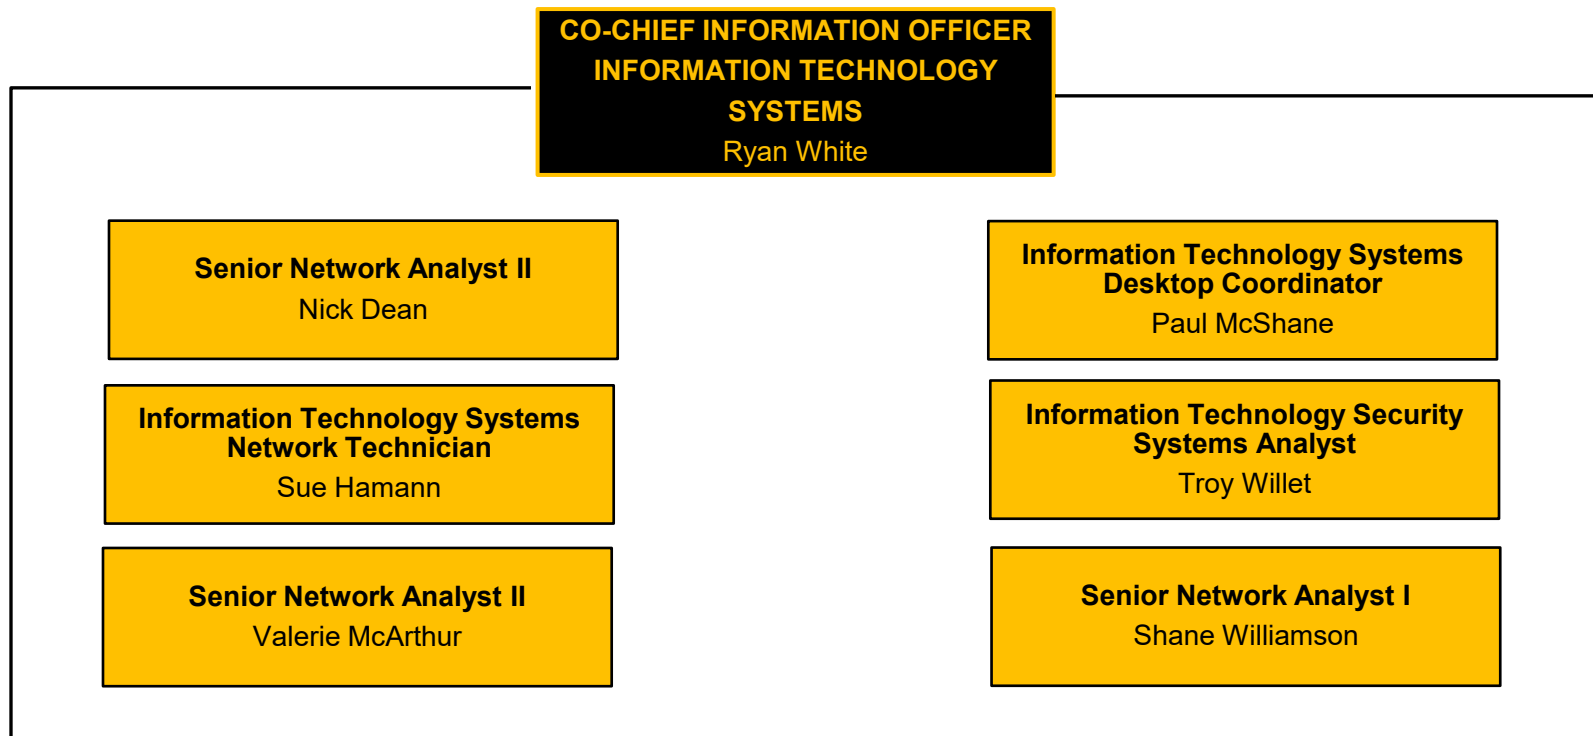 CO-CHIEF INFORMATION OFFICER
INFORMATION TECHNOLOGY
SYSTEMS
Ryan White
Senior Network Analyst II
Nick Dean
Information Technology Systems
Desktop Coordinator
Paul McShane
Information Technology Systems
Network Technician
Sue Hamann
Information Technology Security
Systems Analyst
Troy Willet
Senior Network Analyst II
Valerie McArthur
Senior Network Analyst I
Shane Williamson